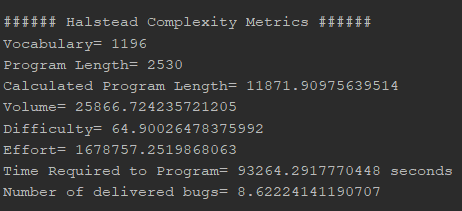 ###### Halstead Complexity Metrics ######
Vocabulary= 1196
Program Length= 2530
Calculated Program Length= 11871.90975639514
Volume= 25866.724235721205
Difficulty= 64.90026478375992
Effort= 1678757.2519868063
Time Required to Program= 93264.2917770448 seconds
Number of delivered bugs= 8.62224141190707